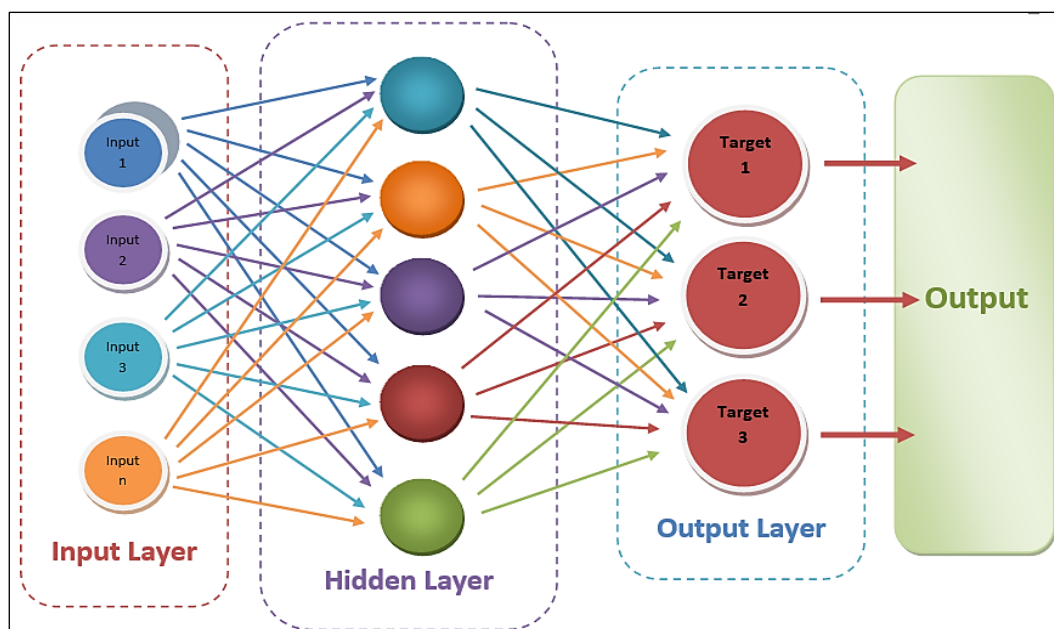 Input
1
Input
2
Input
3
Input
n
Input Layer
Hidden Layer
Target
1
Target
2
Target
3
Output Layer
Output